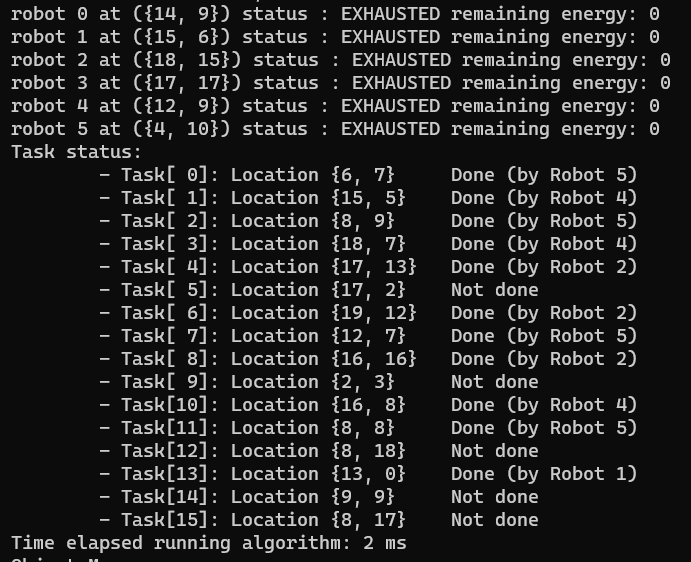 robot 0 at ({14, 9}) status : EXHAUSTED remaining energy: 0
robot 1 at ({15, 6}) status : EXHAUSTED remaining energy: 0
robot 2 at ({18, 15}) status : EXHAUSTED remaining energy: 0
robot 3 at ({17, 17}) status : EXHAUSTED remaining energy: 0
robot 4 at ({12, 9}) status : EXHAUSTED remaining energy: 0
robot 5 at ({4, 10}) status : EXHAUSTED remaining energy: 0
Task status:
- Task[ 0]: Location {6, 7} Done (by Robot 5)
- Task[ 1]: Location {15, 5} Done (by Robot 4)
- Task[ 2]: Location {8, 9} Done (by Robot 5)
- Task[ 3]: Location {18, 7} Done (by Robot 4)
- Task[ 4]: Location {17, 13} Done (by Robot 2)
- Task[ 5]: Location {17, 2} Not done
- Task[ 6]: Location {19, 12} Done (by Robot 2)
- Task[ 7]: Location {12, 7} Done (by Robot 5)
- Task[ 8]: Location {16, 16} Done (by Robot 2)
- Task[ 9]: Location {2, 3} Not done
- Task[10]: Location {16, 8} Done (by Robot 4)
- Task[11]: Location {8, 8} Done (by Robot 5)
- Task[12]: Location {8, 18} Not done
- Task[13]: Location {13, 0} Done (by Robot 1)
- Task[14]: Location {9, 9} Not done
- Task[15]: Location {8, 17} Not done
Time elapsed running algorithm: 2 ms